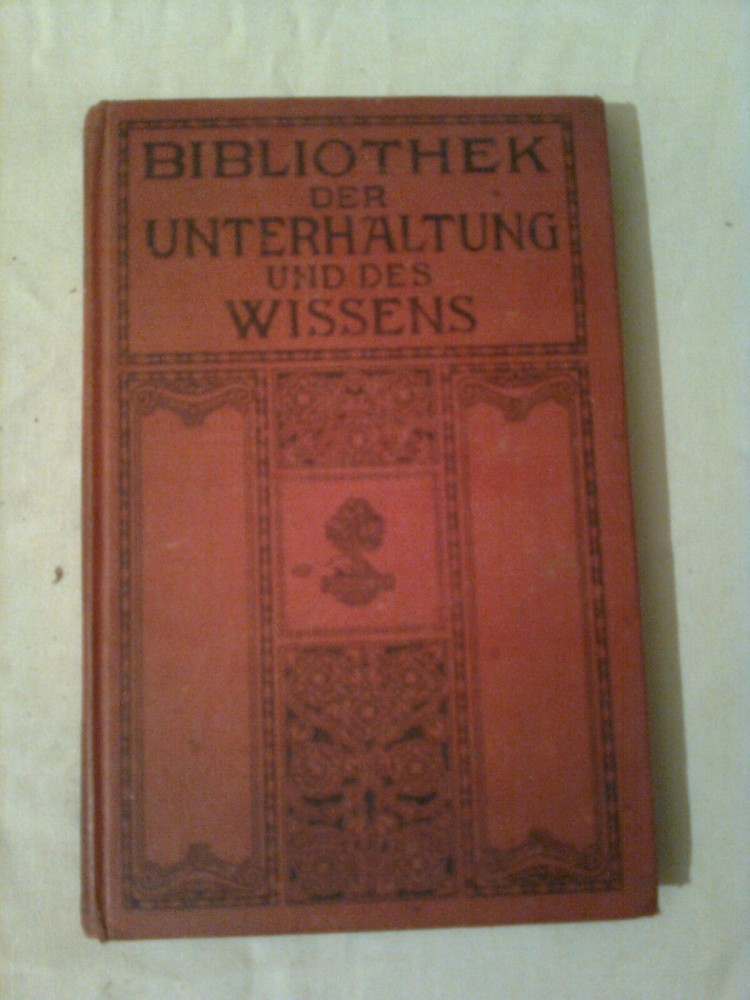 BIBLIOTHEK
DER
UNTERHALTUNG
UND DES
WISSENS